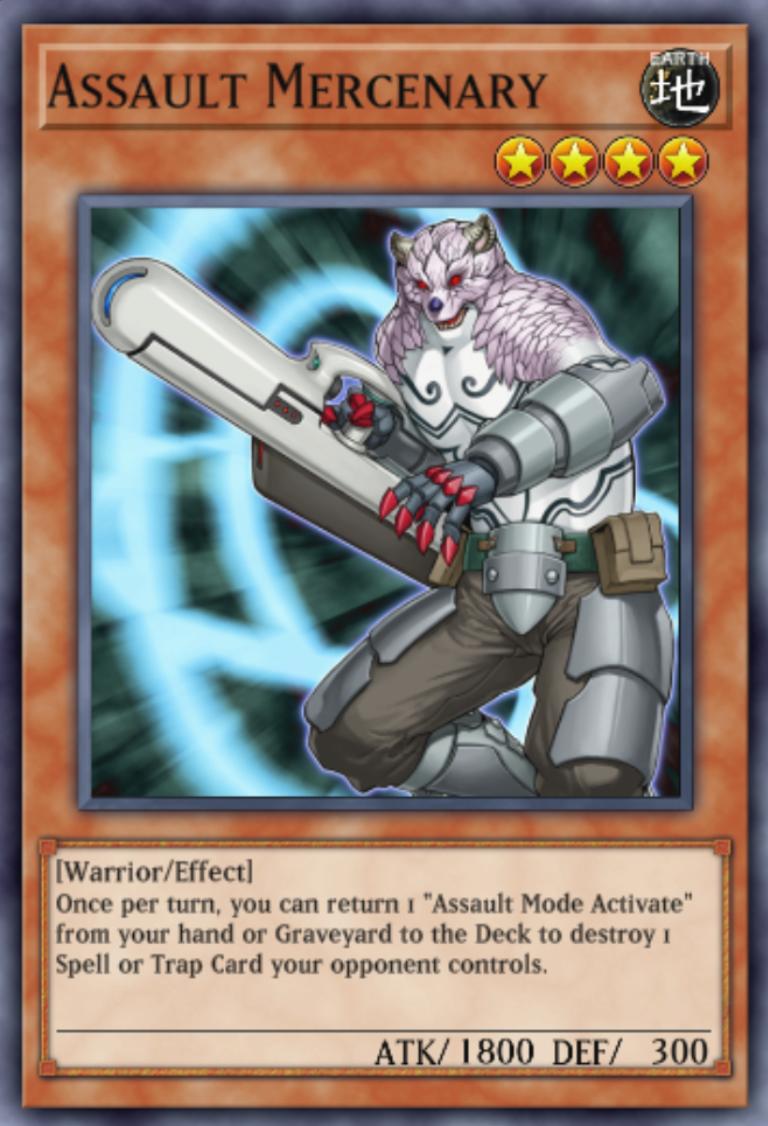 ASSAULT MERCENARY
EARTH
地
[Warrior/Effect]
Once per turn, you can return 1 "Assault Mode Activate"
from your hand or Graveyard to the Deck to destroy 1
Spell or Trap Card your opponent controls.
ATK/ 1800 DEF/ 300